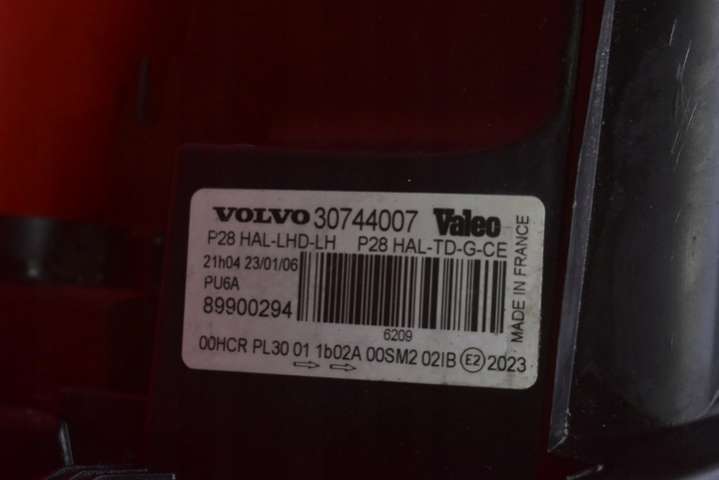 VOLVO 30744007 Valeo
P28 HAL-LHD-LH P28 HAL-TD-G-CE
21h04 23/01/06
PU6A
89900294
6209
00HCR PL30 01 1b02A 00SM2 02IB E2 2023
MADE IN FRANCE